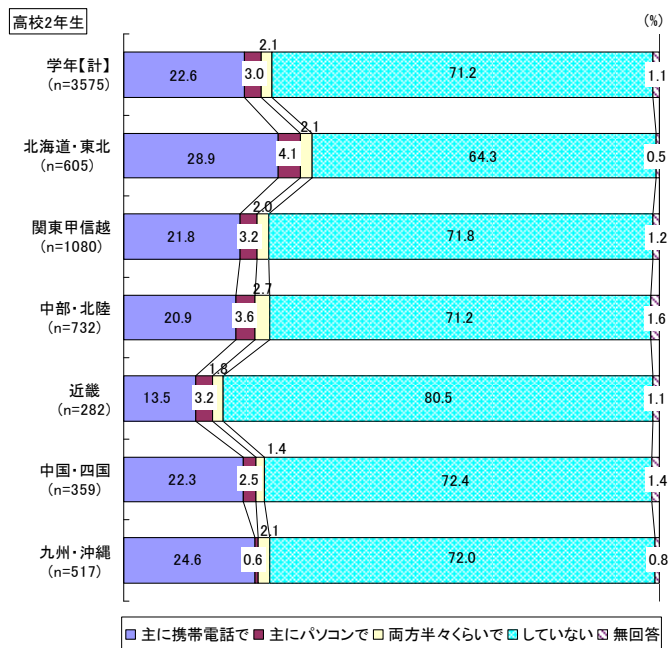 高校2年生
(%)
学年【計】
(n=3575)
22.6
3.0
2.1
71.2
1.1
北海道・東北
(n=605)
28.9
4.1
2.1
64.3
0.5
関東甲信越
(n=1080)
21.8
3.2
2.0
71.8
1.2
中部・北陸
(n=732)
20.9
3.6
2.7
71.2
1.6
近畿
(n=282)
13.5
3.2
1.8
80.5
1.1
中国・四国
(n=359)
22.3
2.5
1.4
72.4
1.4
九州・沖縄
(n=517)
24.6
0.6
2.1
72.0
0.8
主に携帯電話で 主にパソコンで 両方半々くらいで していない 無回答